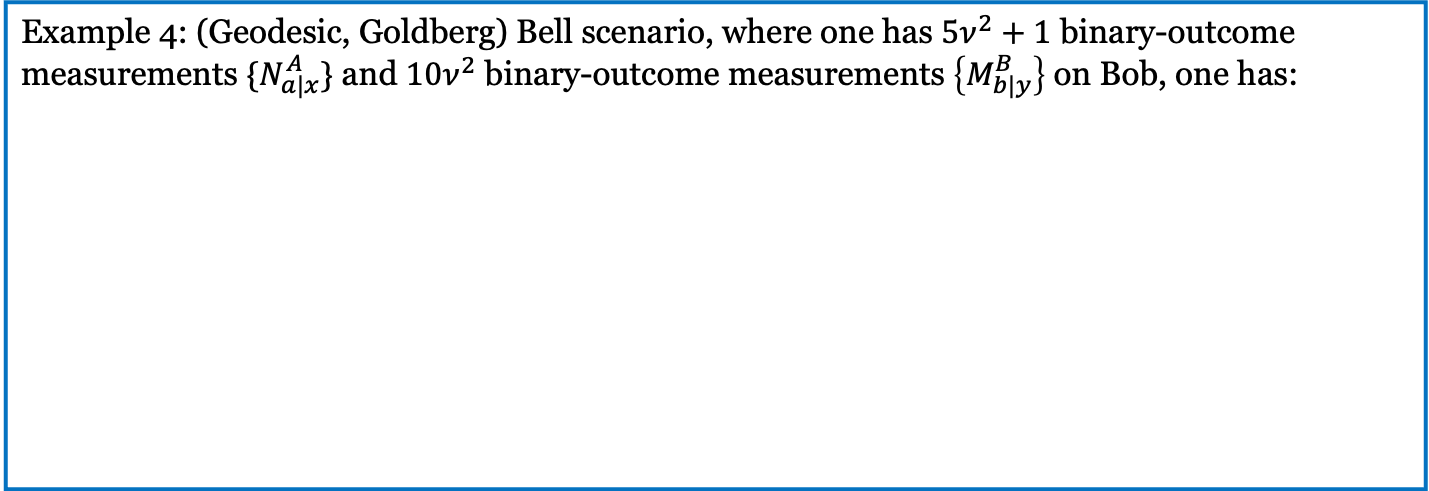 Example 4: (Geodesic, Goldberg) Bell scenario, where one has 5ν² + 1 binary-outcome
measurements {N^A_{a|x}} and 10ν² binary-outcome measurements {M^B_{b|y}} on Bob, one has: